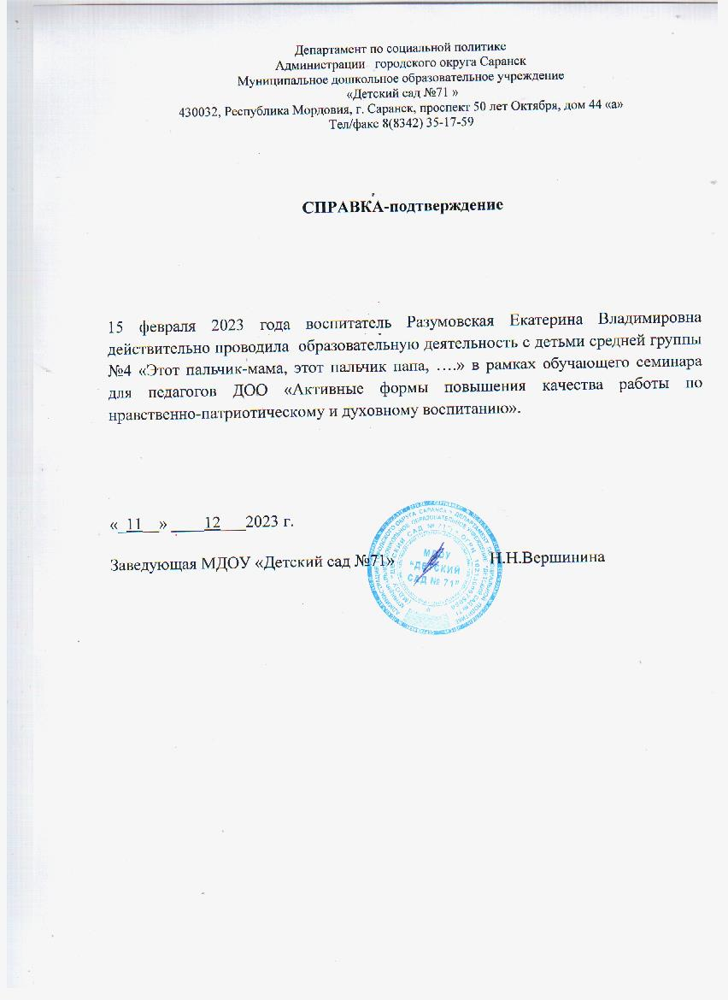 Департамент по социальной политике
Администрации городского округа Саранск
Муниципальное дошкольное образовательное учреждение
«Детский сад №71 »
430032, Республика Мордовия, г. Саранск, проспект 50 лет Октября, дом 44 «а»
Тел/факс 8(8342) 35-17-59
СПРАВКА-подтверждение
15 февраля 2023 года воспитатель Разумовская Екатерина Владимировна
действительно проводила образовательную деятельность с детьми средней группы
№4 «Этот пальчик-мама, этот пальчик папа, ….» в рамках обучающего семинара
для педагогов ДОО «Активные формы повышения качества работы по
нравственно-патриотическому и духовному воспитанию».
«_11__» ____12___2023 г.
Заведующая МДОУ «Детский сад №71» Н.Н.Вершинина
МДОУ
"ДЕТСКИЙ
САД № 71"